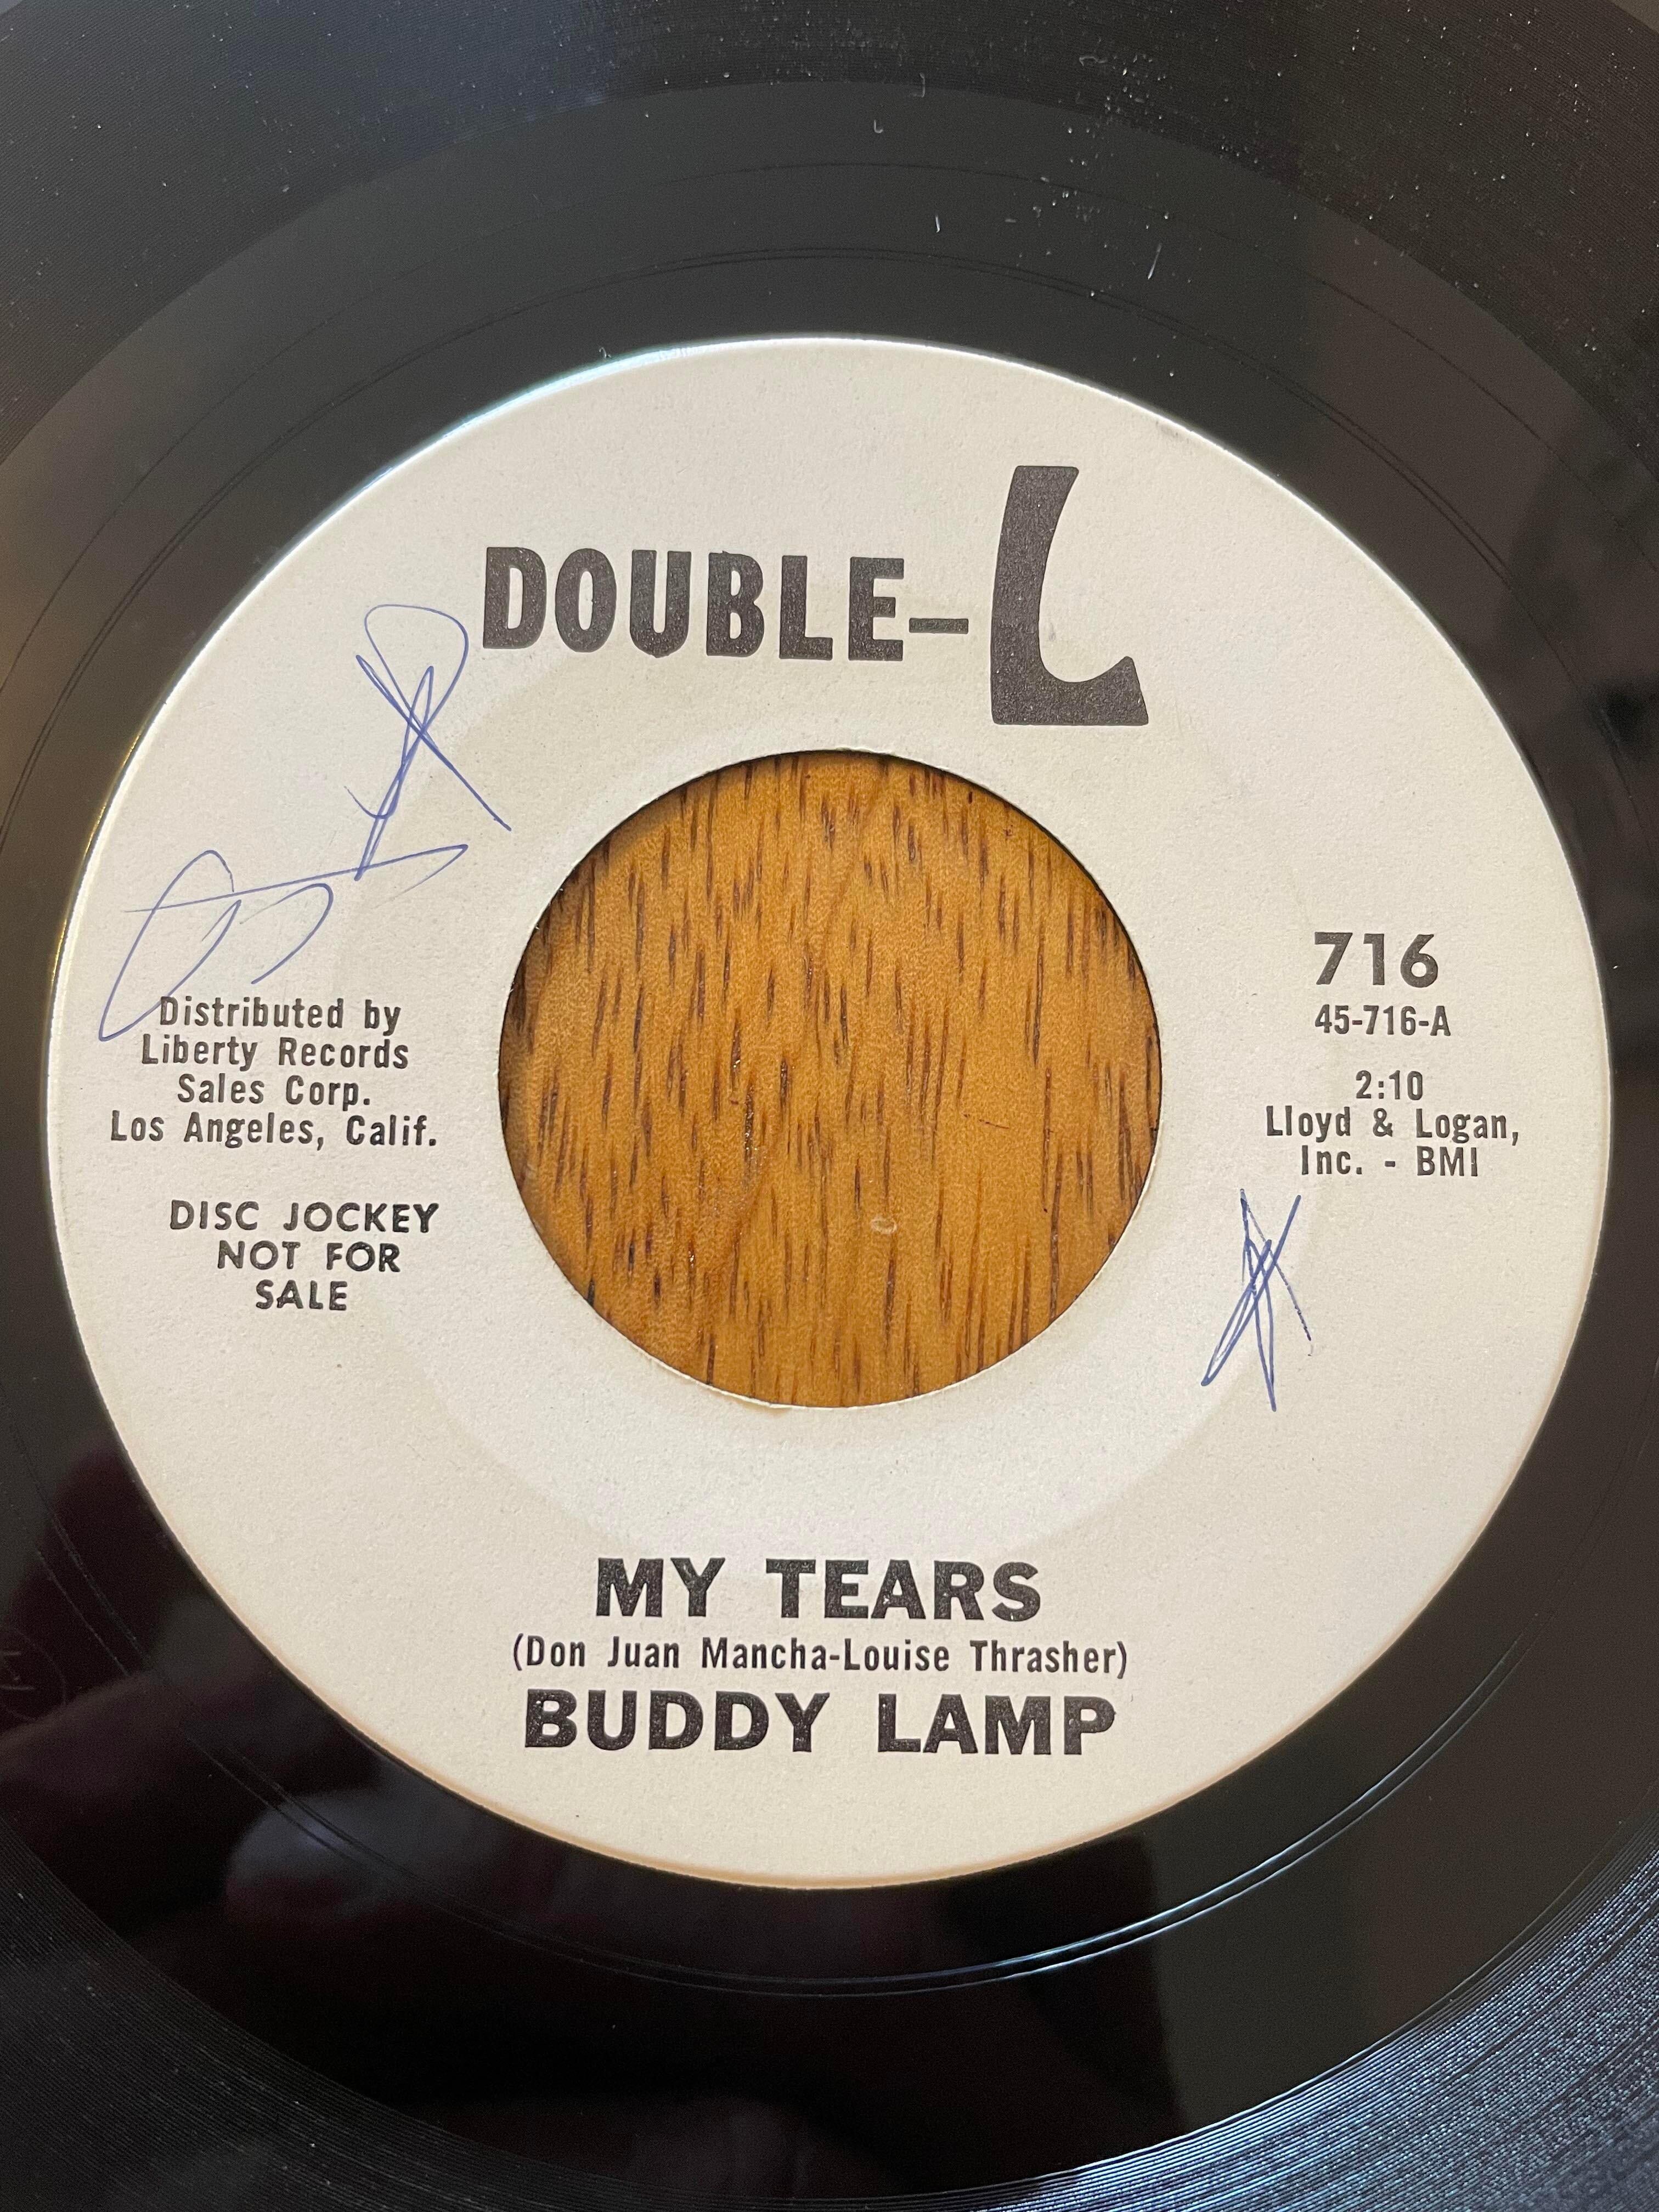 DOUBLE-L
Distributed by
Liberty Records
Sales Corp.
Los Angeles, Calif.
DISC JOCKEY
NOT FOR
SALE
716
45-716-A
2:10
Lloyd & Logan,
Inc. - BMI
MY TEARS
(Don Juan Mancha-Louise Thrasher)
BUDDY LAMP